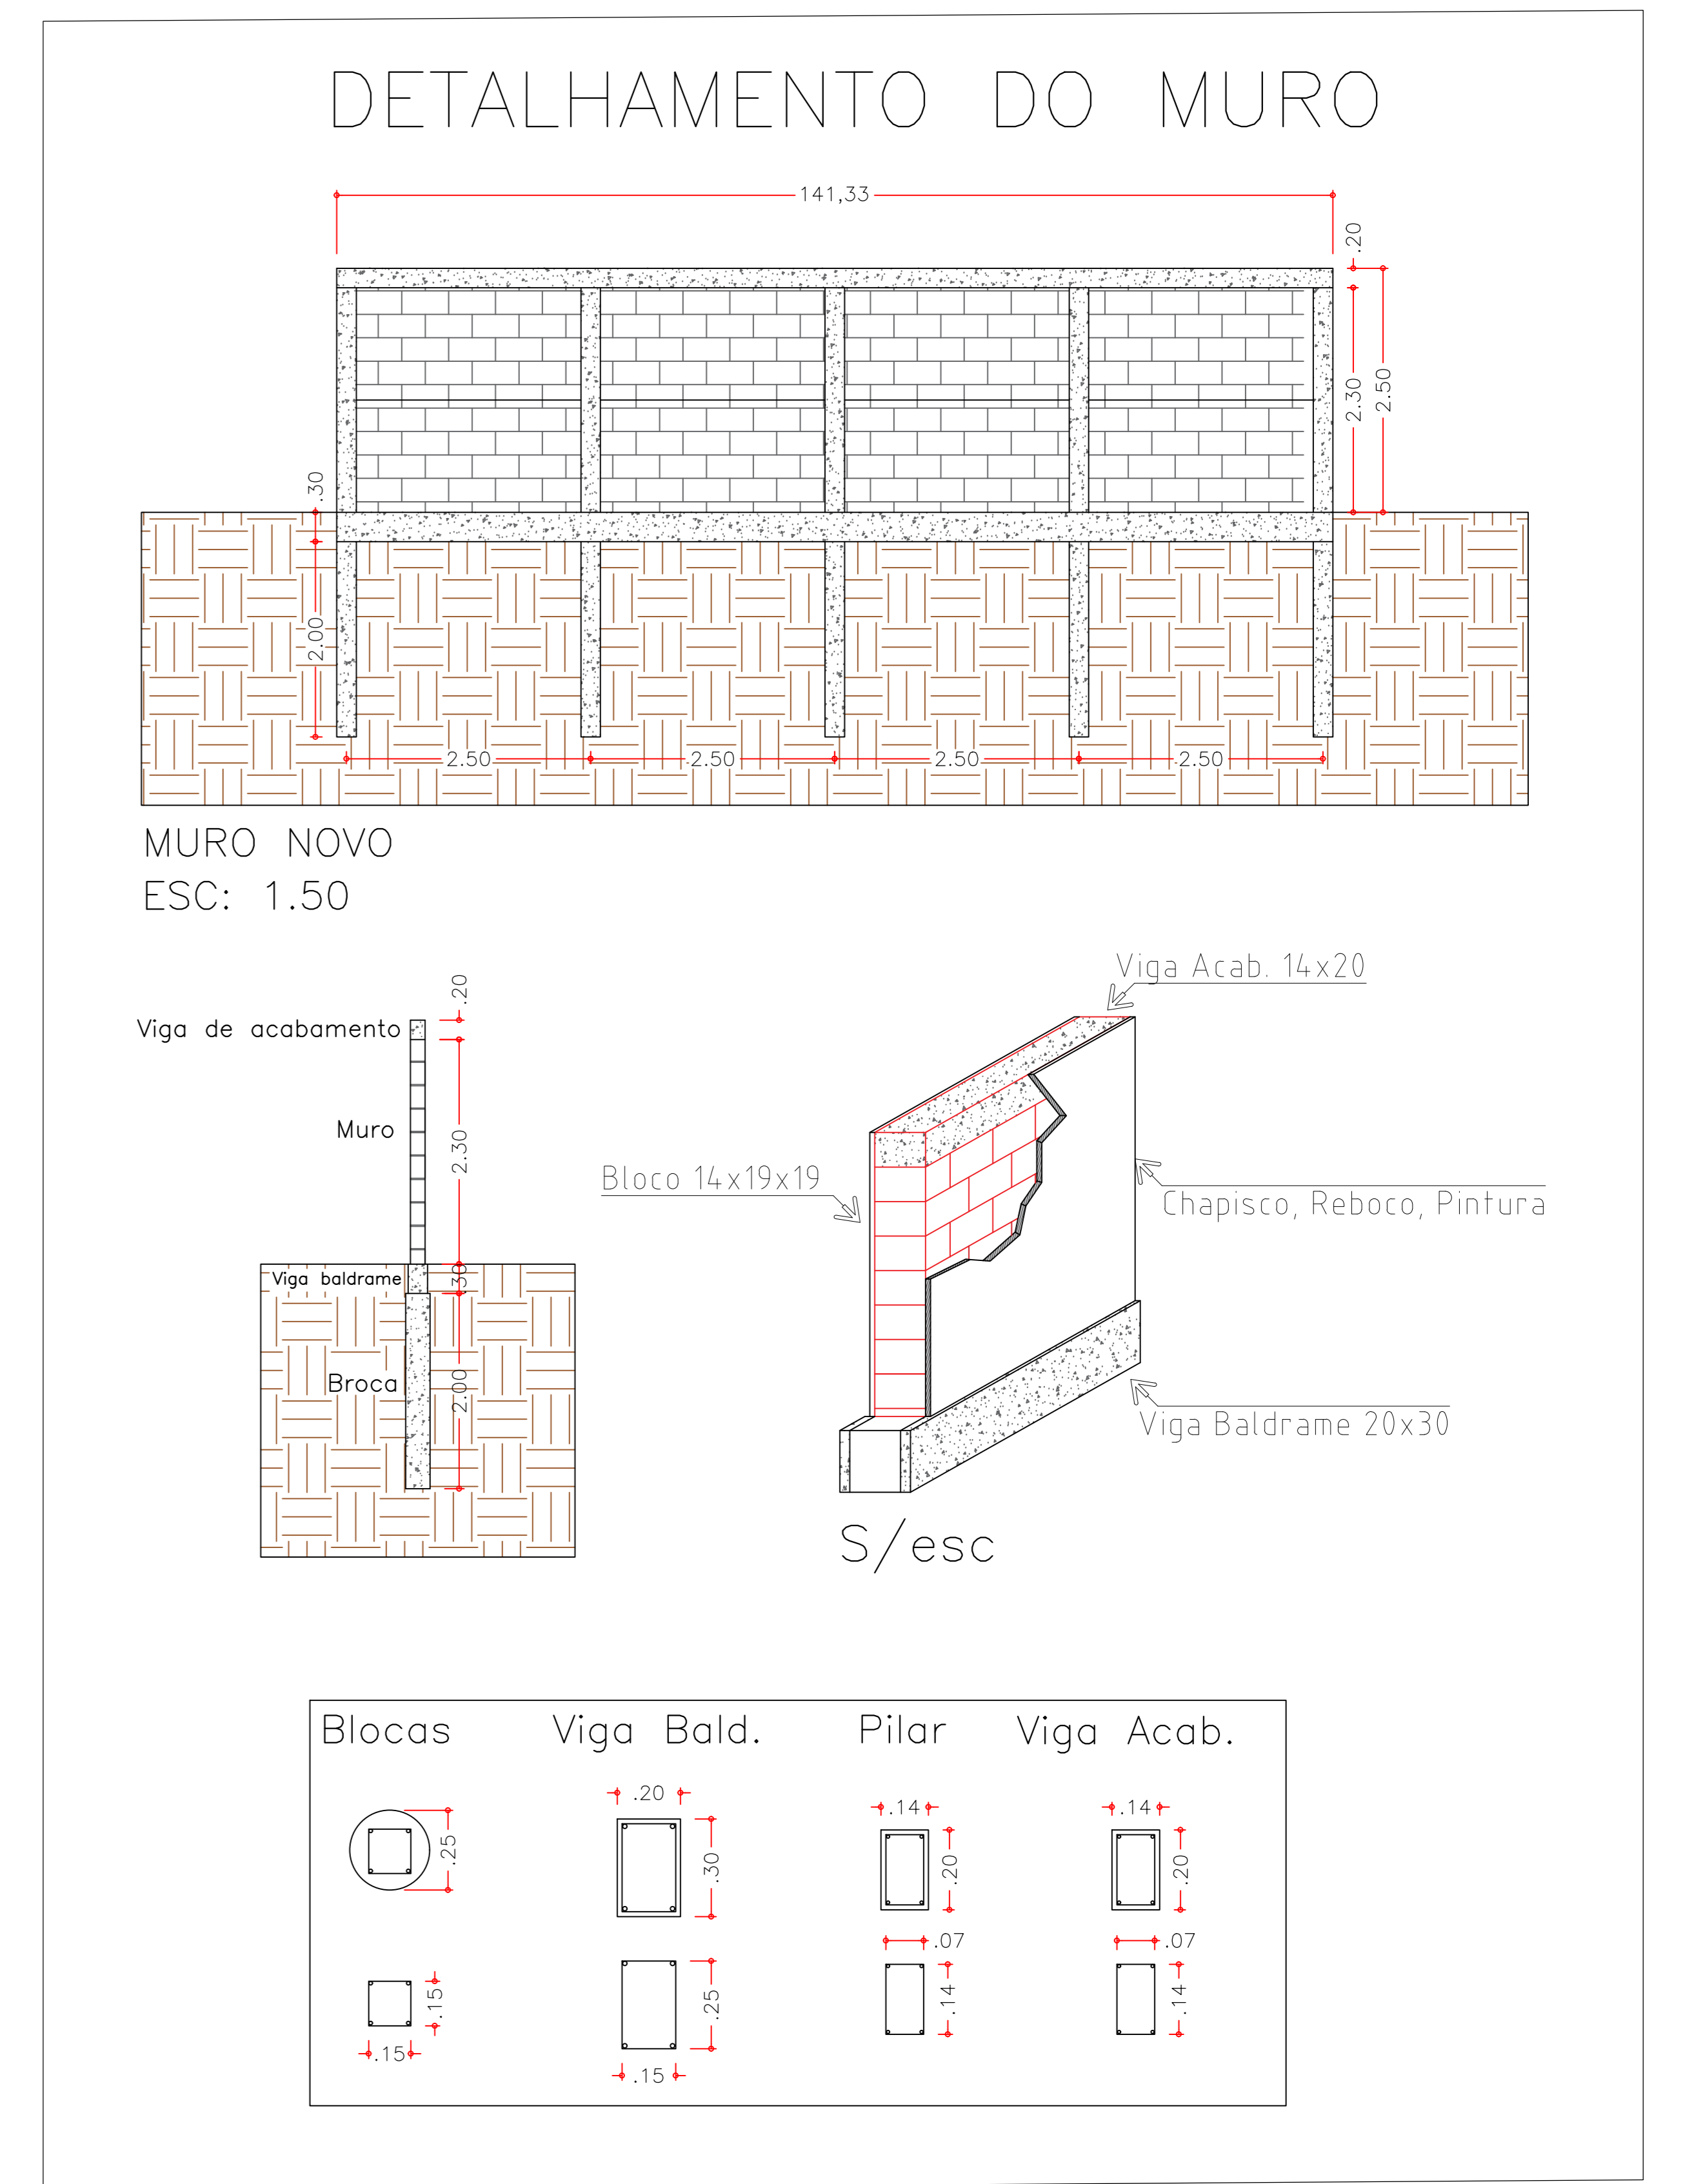 DETALHAMENTO DO MURO
141,33
.20
2.30
2.50
.30
2.00
2.50
2.50
2.50
2.50
MURO NOVO
ESC: 1.50
Viga de acabamento
.20
Muro
2.30
Viga baldrame
.30
Broca
2.00
Viga Acab. 14x20
Bloco 14x19x19
Chapisco, Reboco, Pintura
Viga Baldrame 20x30
S/esc
Blocas Viga Bald. Pilar Viga Acab.
.20 .14 .14
.25 .30 .20 .20
.07 .07
.15 .25 .14 .14
.15 .15